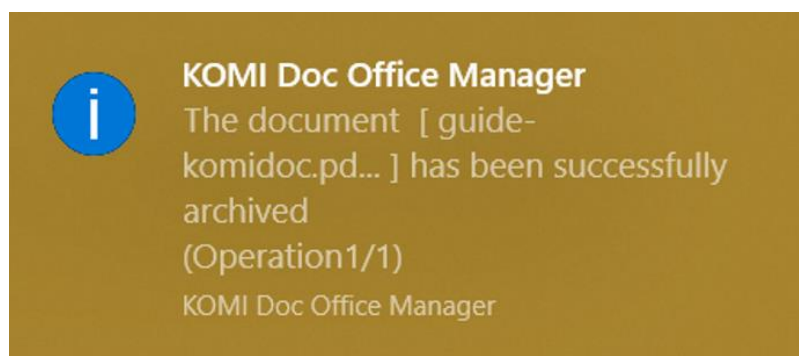 i
KOMI Doc Office Manager
The document [ guide-
komidoc.pd... ] has been successfully
archived
(Operation1/1)
KOMI Doc Office Manager